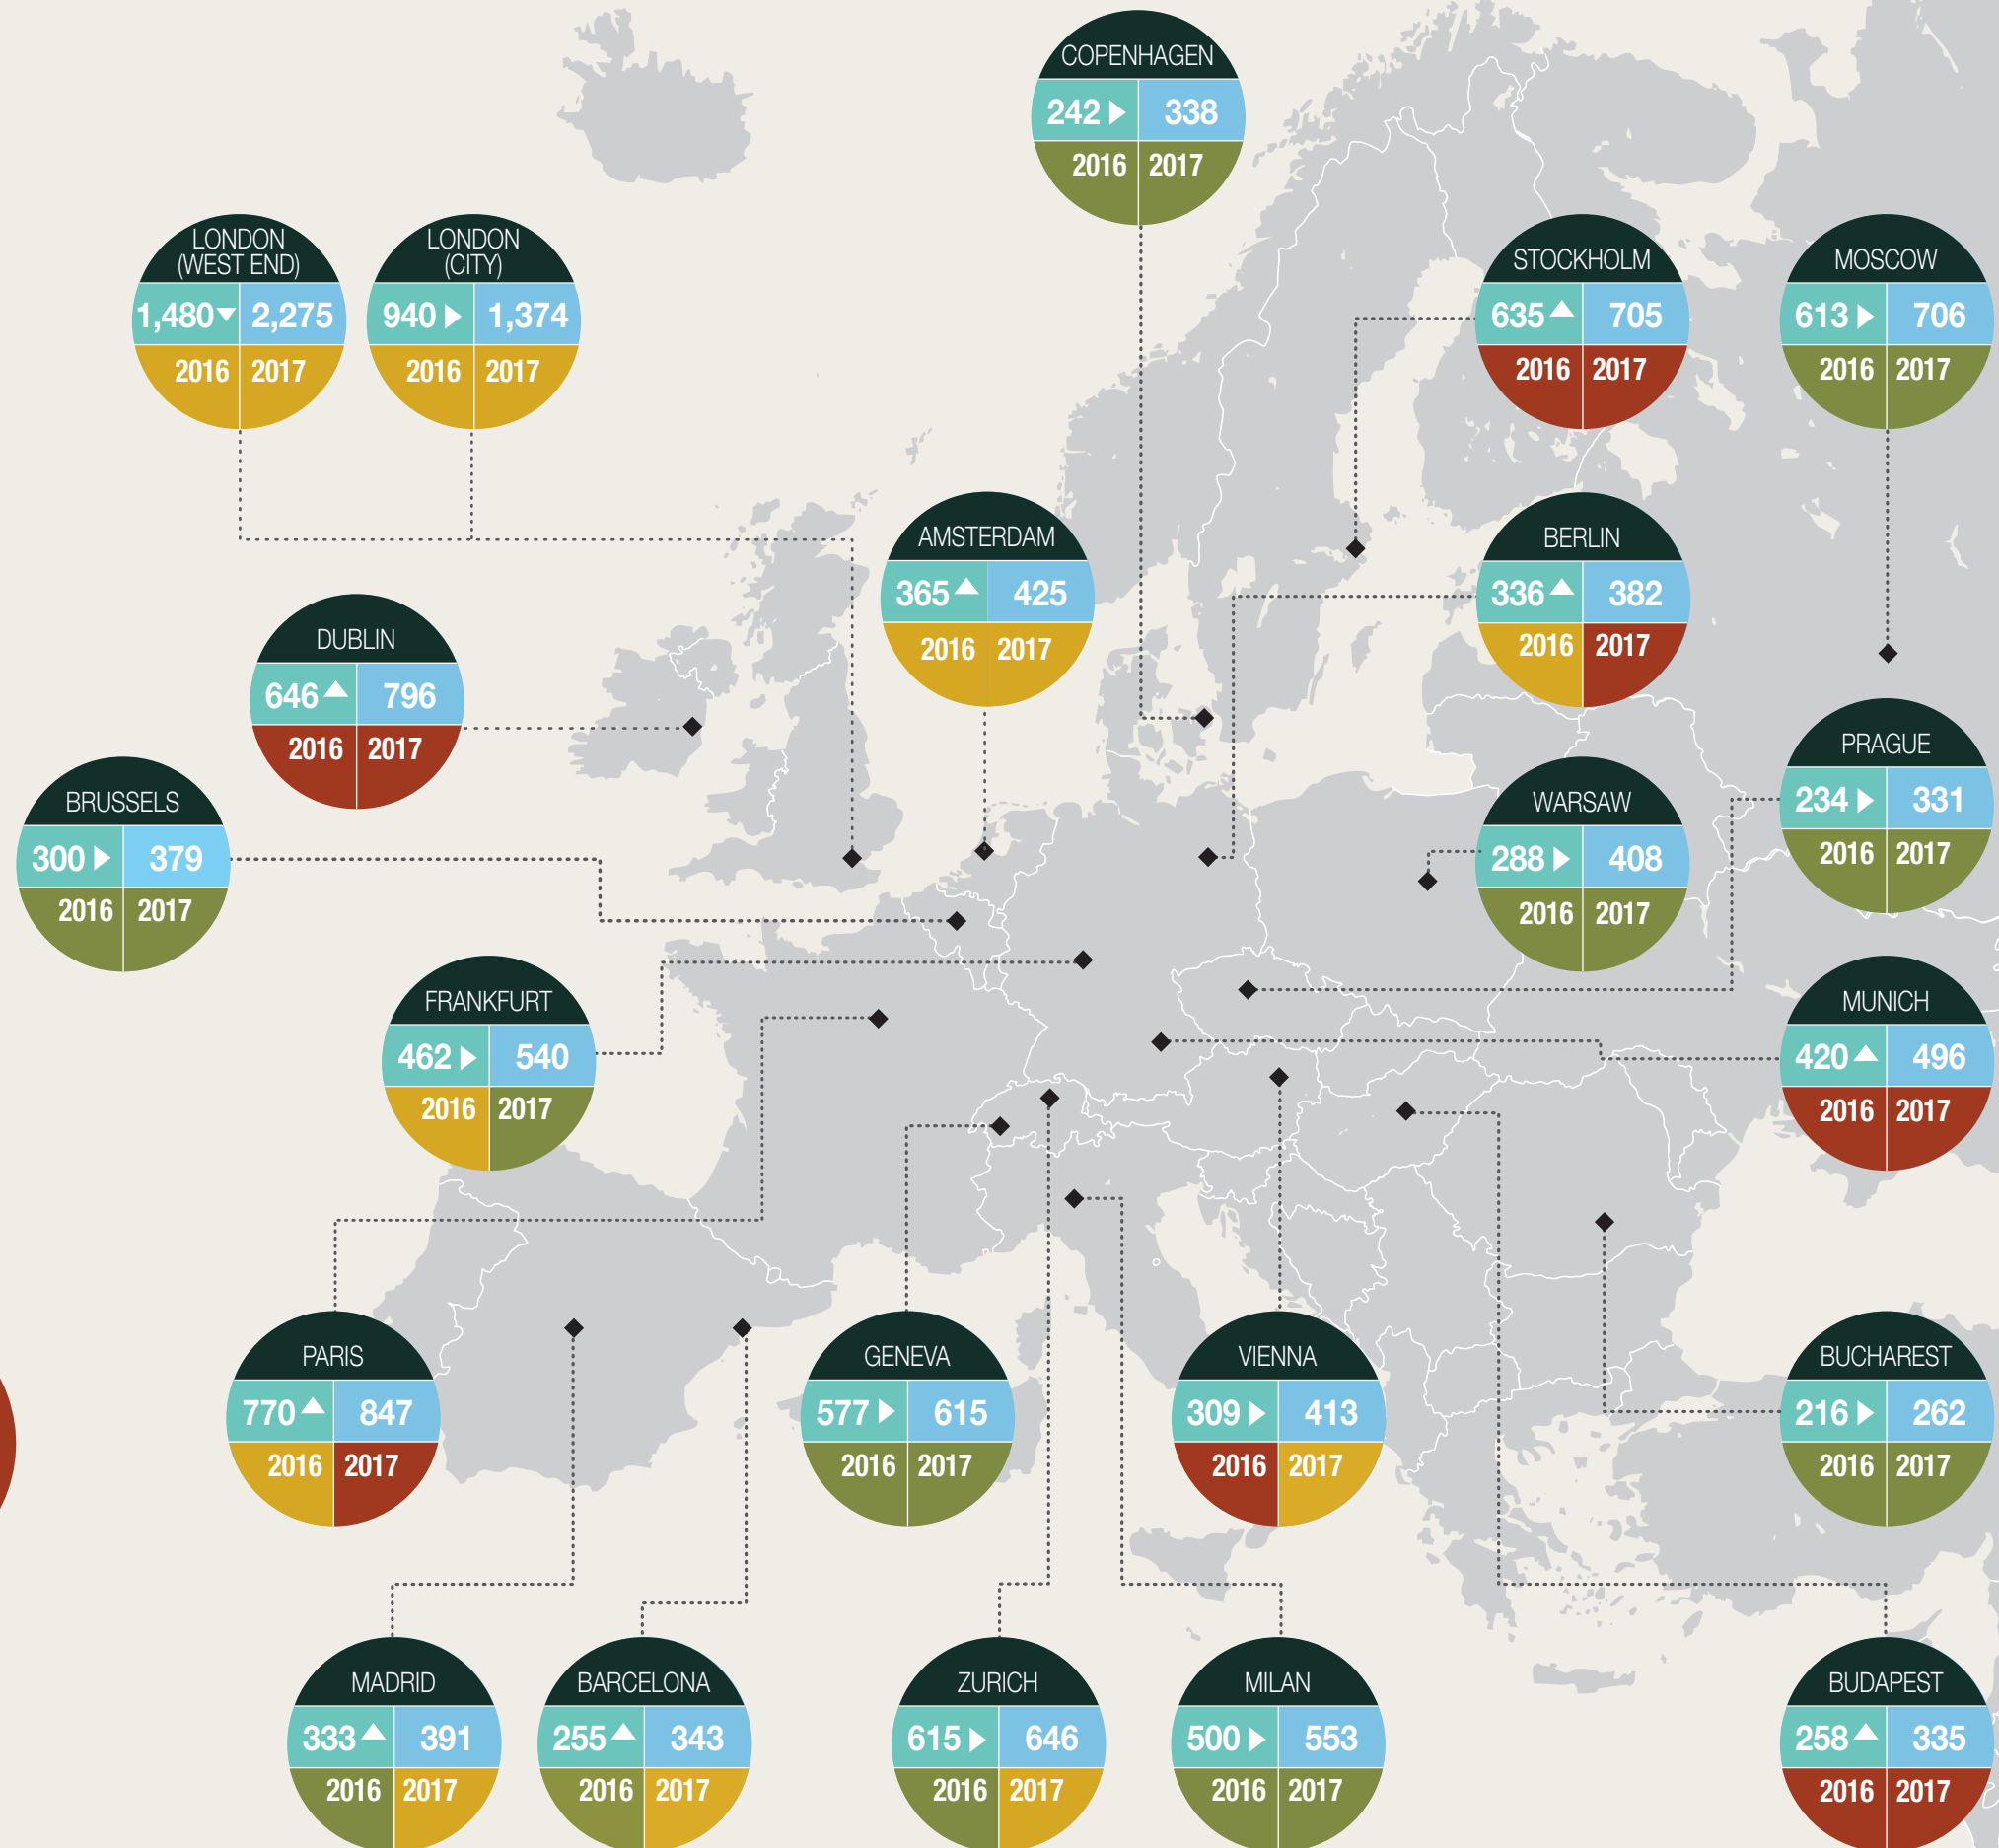 COPENHAGEN
242 338
2016 2017
LONDON
(WEST END)
1,480 2,275
2016 2017
LONDON
(CITY)
940 1,374
2016 2017
STOCKHOLM
635 705
2016 2017
MOSCOW
613 706
2016 2017
AMSTERDAM
365 425
2016 2017
BERLIN
336 382
2016 2017
DUBLIN
646 796
2016 2017
PRAGUE
234 331
2016 2017
BRUSSELS
300 379
2016 2017
WARSAW
288 408
2016 2017
FRANKFURT
462 540
2016 2017
MUNICH
420 496
2016 2017
PARIS
770 847
2016 2017
GENEVA
577 615
2016 2017
VIENNA
309 413
2016 2017
BUCHAREST
216 262
2016 2017
MADRID
333 391
2016 2017
BARCELONA
255 343
2016 2017
ZURICH
615 646
2016 2017
MILAN
500 553
2016 2017
BUDAPEST
258 335
2016 2017